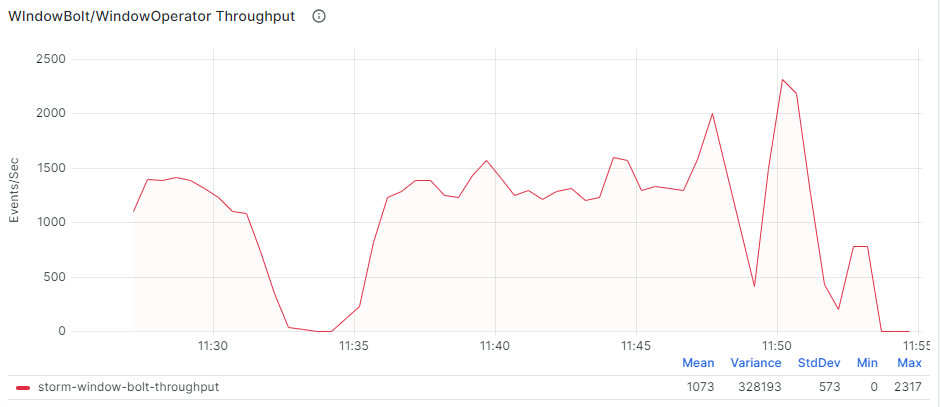 WIndowBolt/WindowOperator Throughput
Events/Sec
2500
2000
1500
1000
500
0
11:30 11:35 11:40 11:45 11:50 11:55
Mean Variance StdDev Min Max
storm-window-bolt-throughput 1073 328193 573 0 2317